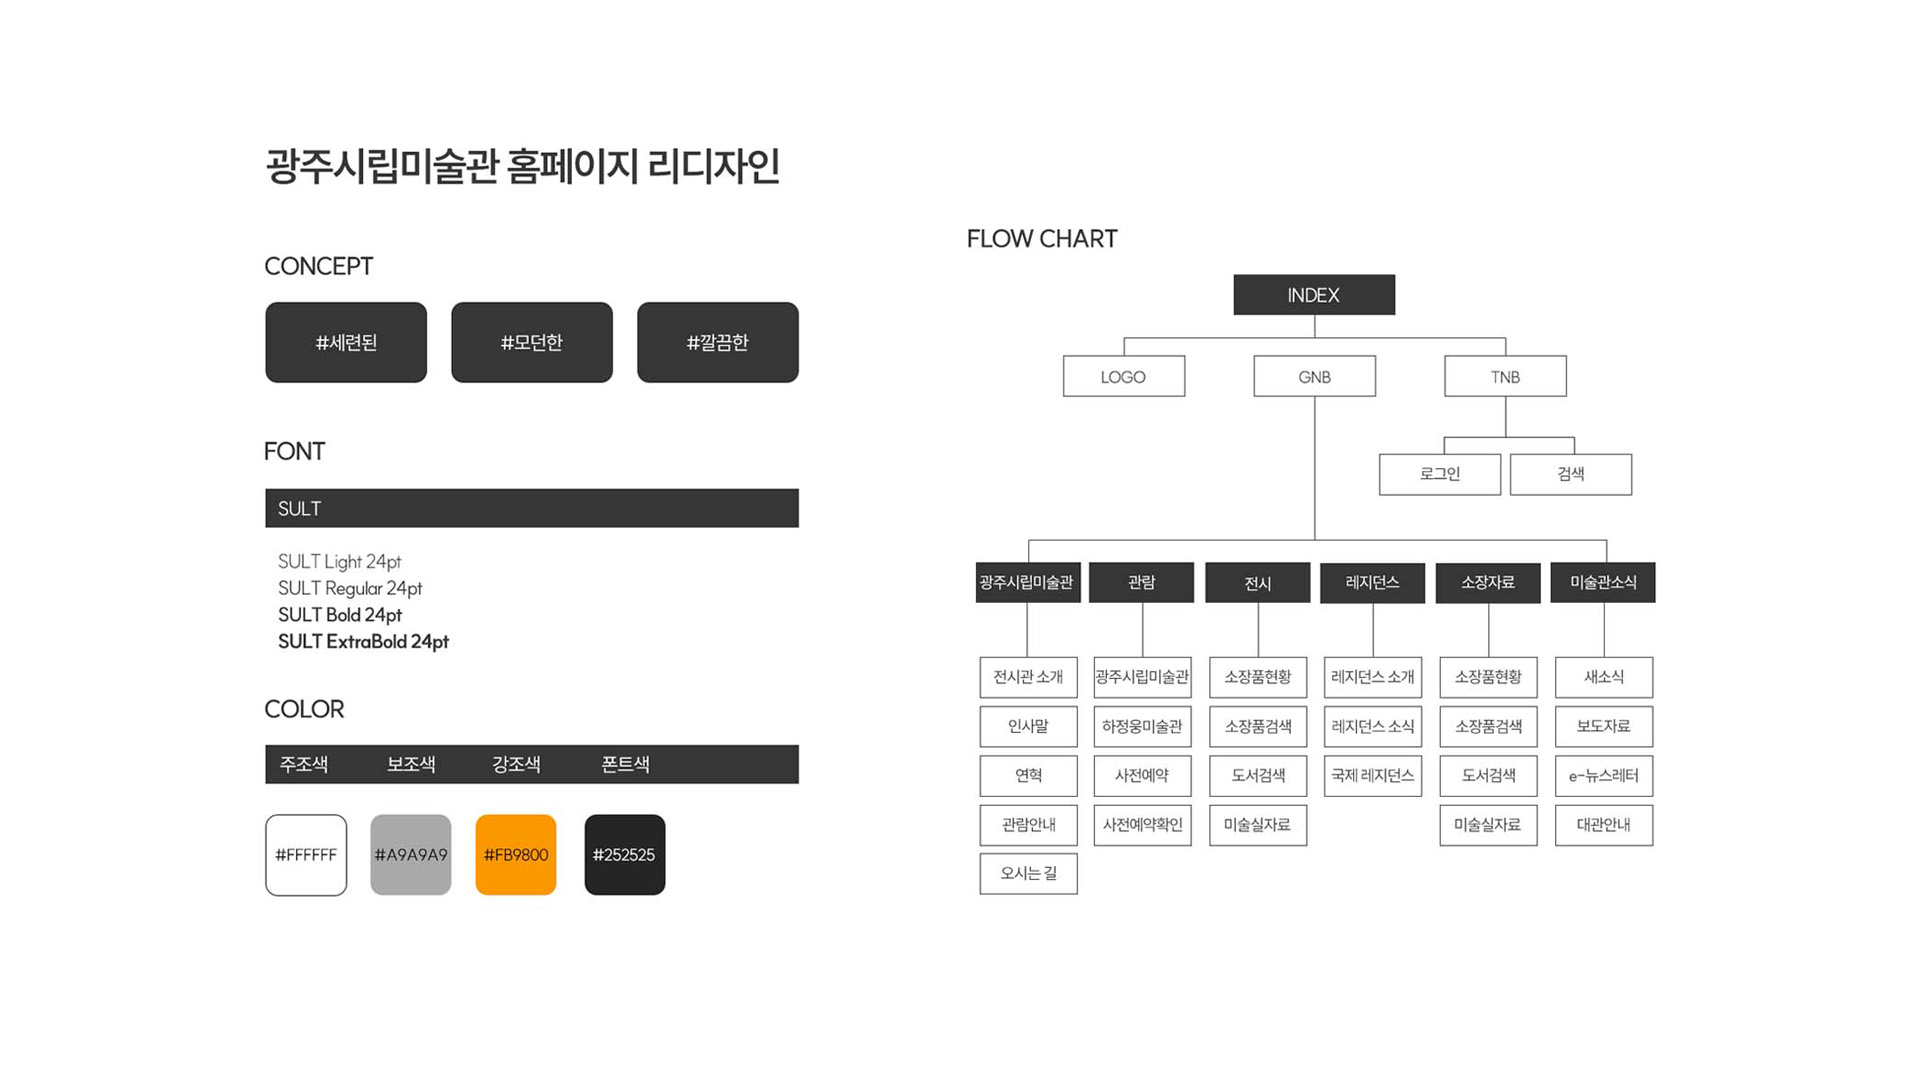 광주시립미술관 홈페이지 리디자인
CONCEPT
#세련된
#모던한
#깔끔한
FONT
SULT
SULT Light 24pt
SULT Regular 24pt
SULT Bold 24pt
SULT ExtraBold 24pt
COLOR
주조색
보조색
강조색
폰트색
#FFFFFF
#A9A9A9
#FB9800
#252525
FLOW CHART
INDEX
LOGO
GNB
TNB
로그인
검색
광주시립미술관
관람
전시
레지던스
소장자료
미술관소식
전시관 소개
인사말
연혁
관람안내
오시는 길
광주시립미술관
하정웅미술관
사전예약
사전예약확인
소장품현황
소장품검색
도서검색
미술실자료
레지던스 소개
레지던스 소식
국제 레지던스
소장품현황
소장품검색
도서검색
미술실자료
새소식
보도자료
e-뉴스레터
대관안내